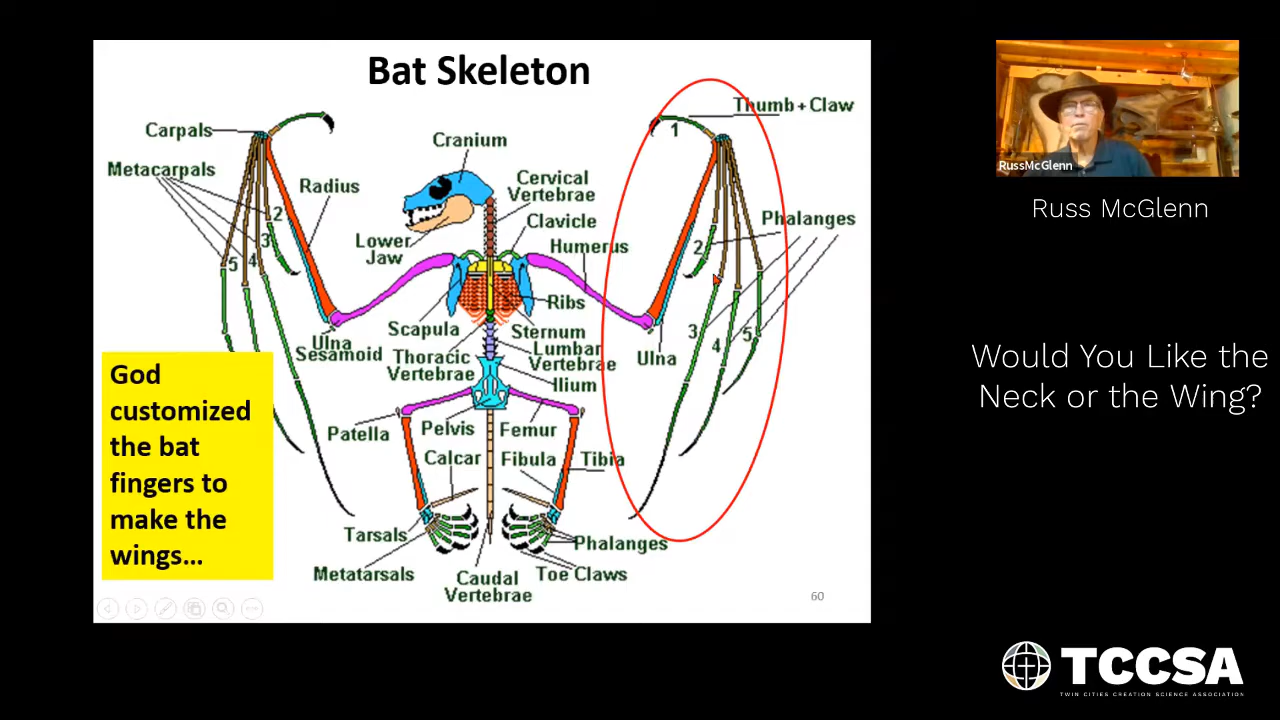 Bat Skeleton
Thumb + Claw
1
Carpals
Cranium
Metacarpals
Radius
Cervical
Vertebrae
Phalanges
Clavicle
2
3
4
5
Lower
Jaw
Humerus
2
Ribs
Scapula
Sternum
3
4
5
Ulna
Sesamoid
Thoracic
Vertebrae
Lumbar
Vertebrae
Ulna
Ilium
God
customized
the bat
fingers to
make the
wings...
Patella
Pelvis
Femur
Calcar
Fibula
Tibia
Tarsals
Phalanges
Metatarsals
Caudal
Vertebrae
Toe Claws
60
RussMcGlenn
Russ McGlenn
Would You Like the
Neck or the Wing?
TCCSA
TWIN CITIES CREATION SCIENCE ASSOCIATION